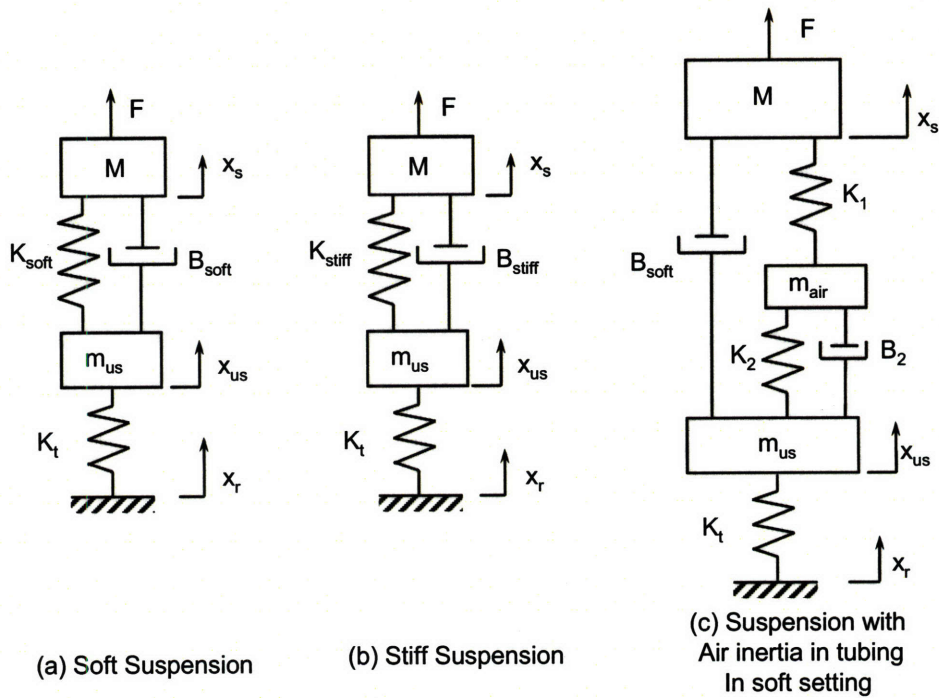 F
M
x_s
K_soft
B_soft
m_us
x_us
K_t
x_r
(a) Soft Suspension
F
M
x_s
K_stiff
B_stiff
m_us
x_us
K_t
x_r
(b) Stiff Suspension
F
M
x_s
K_1
B_soft
m_air
K_2
B_2
m_us
x_us
K_t
x_r
(c) Suspension with
Air inertia in tubing
In soft setting